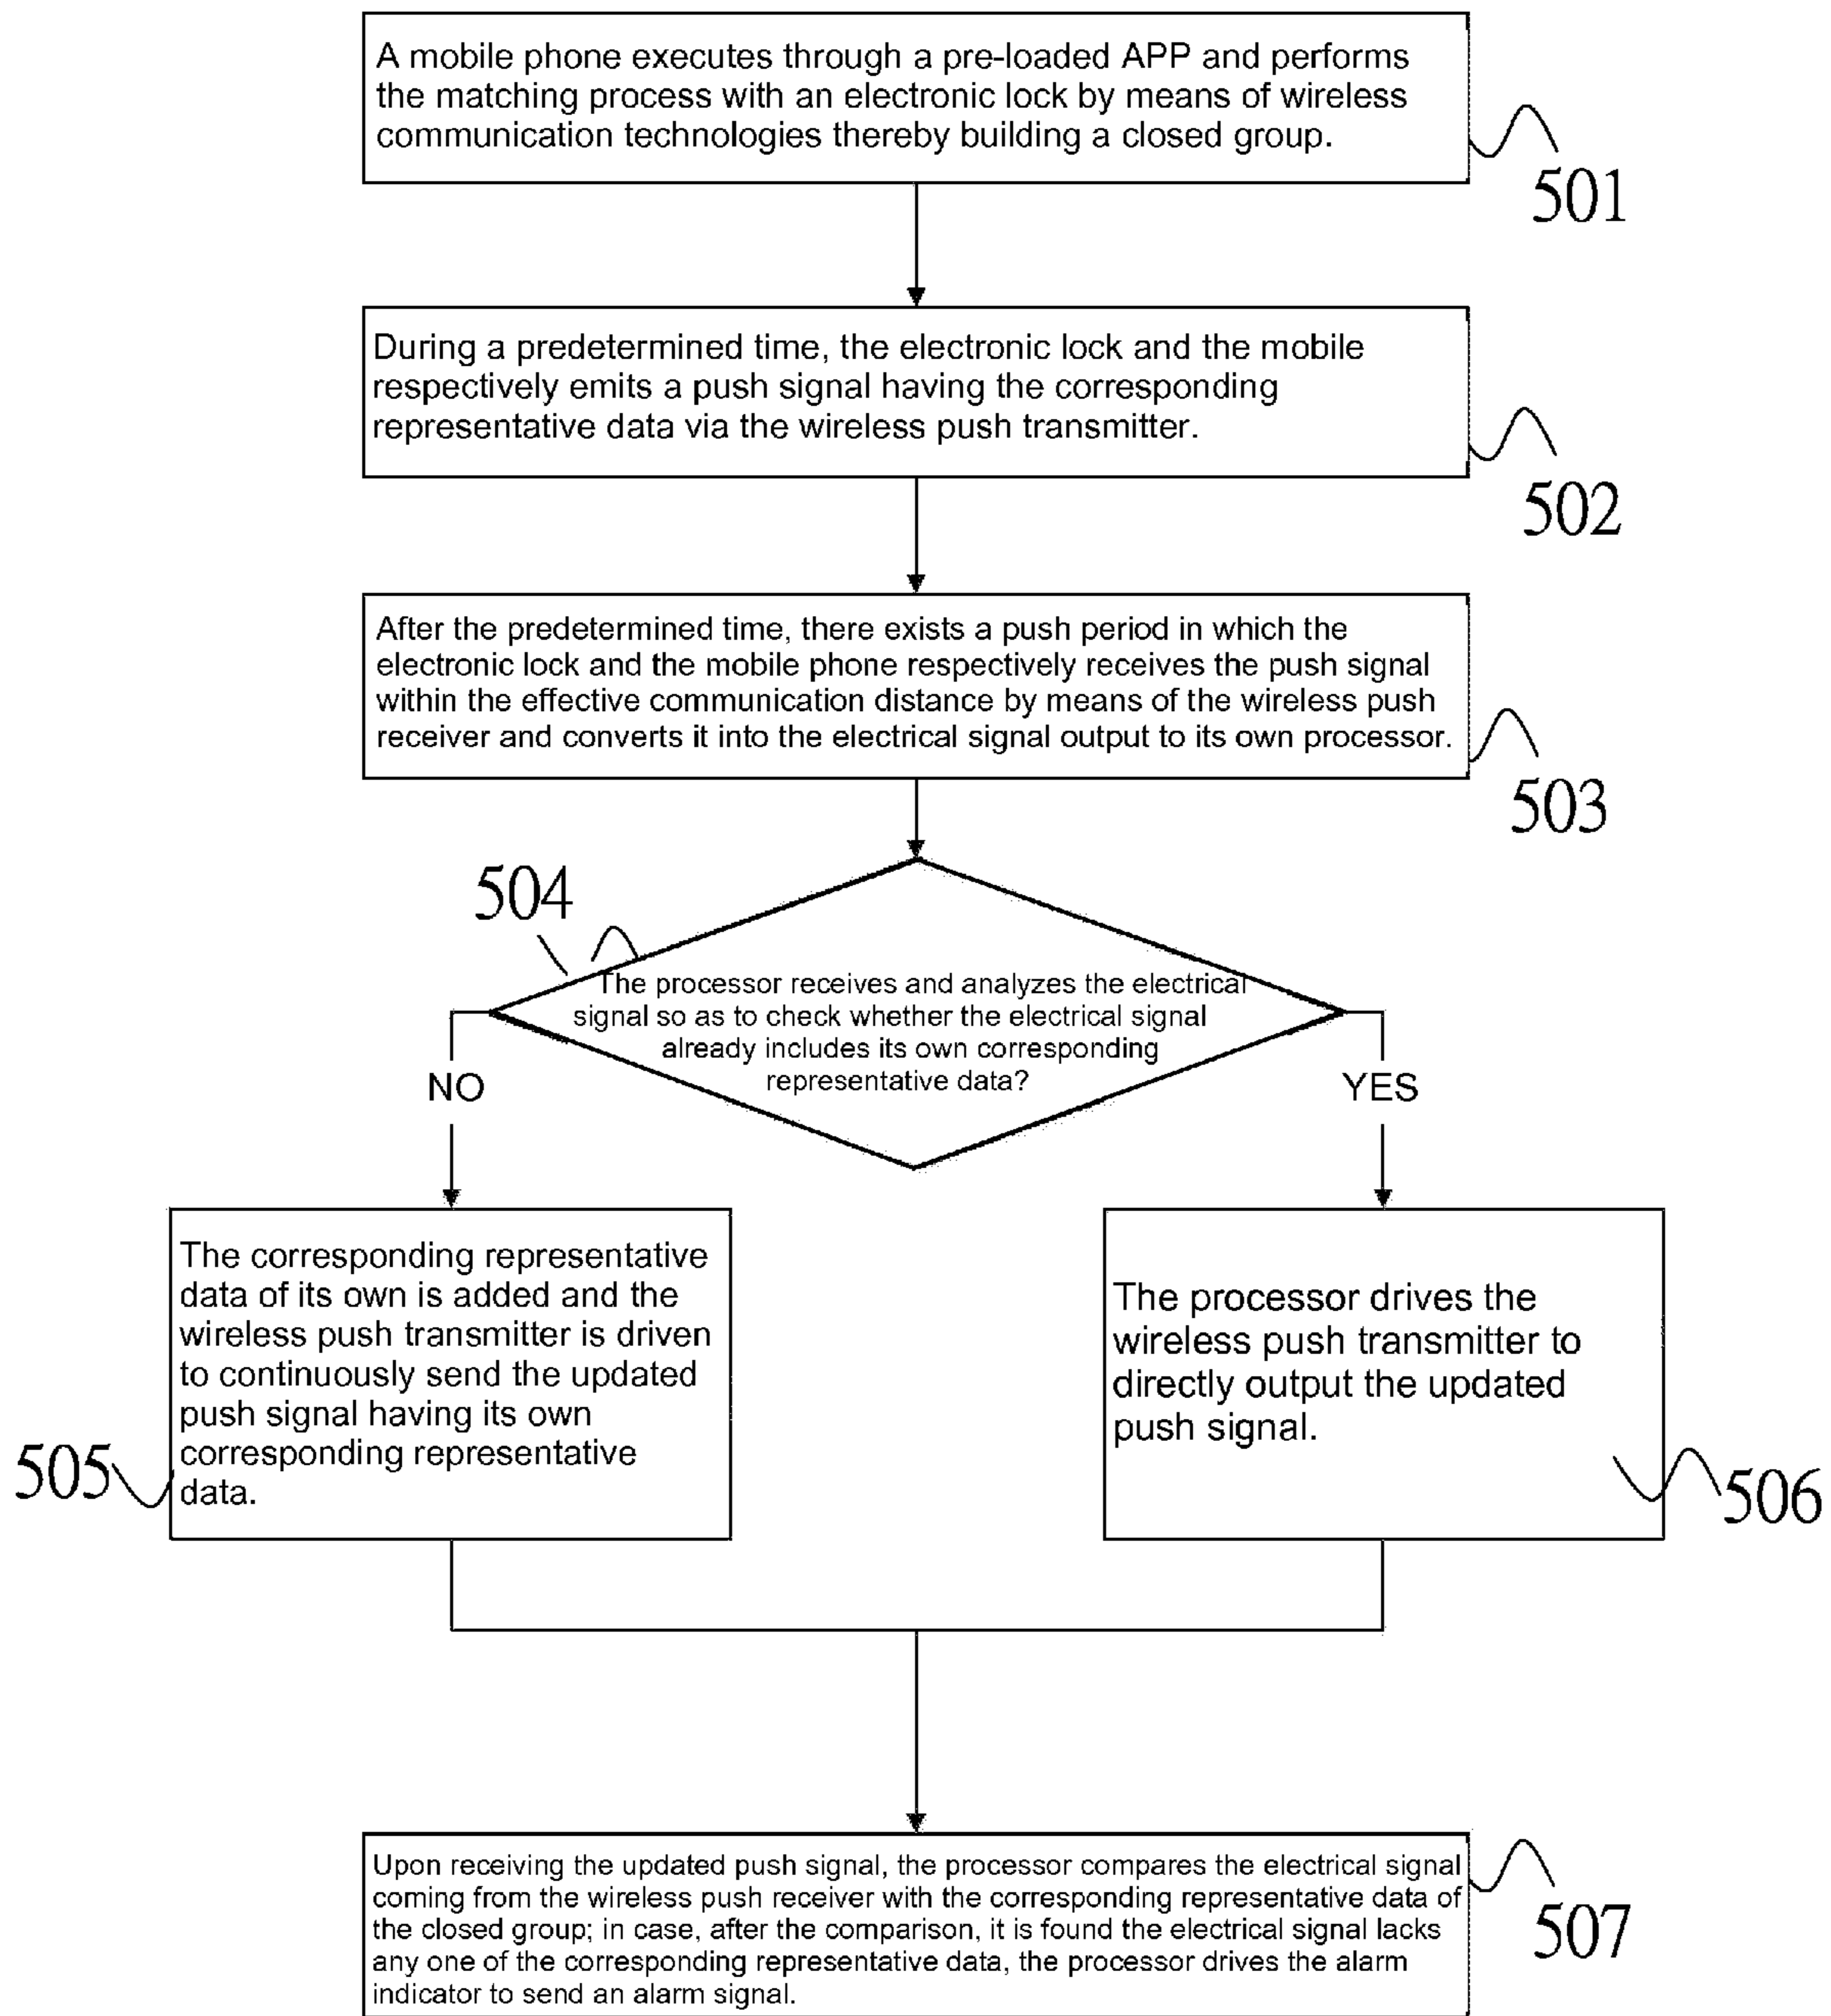 A mobile phone executes through a pre-loaded APP and performs
the matching process with an electronic lock by means of wireless
communication technologies thereby building a closed group.
501
During a predetermined time, the electronic lock and the mobile
respectively emits a push signal having the corresponding
representative data via the wireless push transmitter.
502
After the predetermined time, there exists a push period in which the
electronic lock and the mobile phone respectively receives the push signal
within the effective communication distance by means of the wireless push
receiver and converts it into the electrical signal output to its own processor.
503
504
The processor receives and analyzes the electrical
signal so as to check whether the electrical signal
already includes its own corresponding
representative data?
NO
YES
The corresponding representative
data of its own is added and the
wireless push transmitter is driven
to continuously send the updated
push signal having its own
corresponding representative
data.
505
The processor drives the
wireless push transmitter to
directly output the updated
push signal.
506
Upon receiving the updated push signal, the processor compares the electrical signal
coming from the wireless push receiver with the corresponding representative data of
the closed group; in case, after the comparison, it is found the electrical signal lacks
any one of the corresponding representative data, the processor drives the alarm
indicator to send an alarm signal.
507